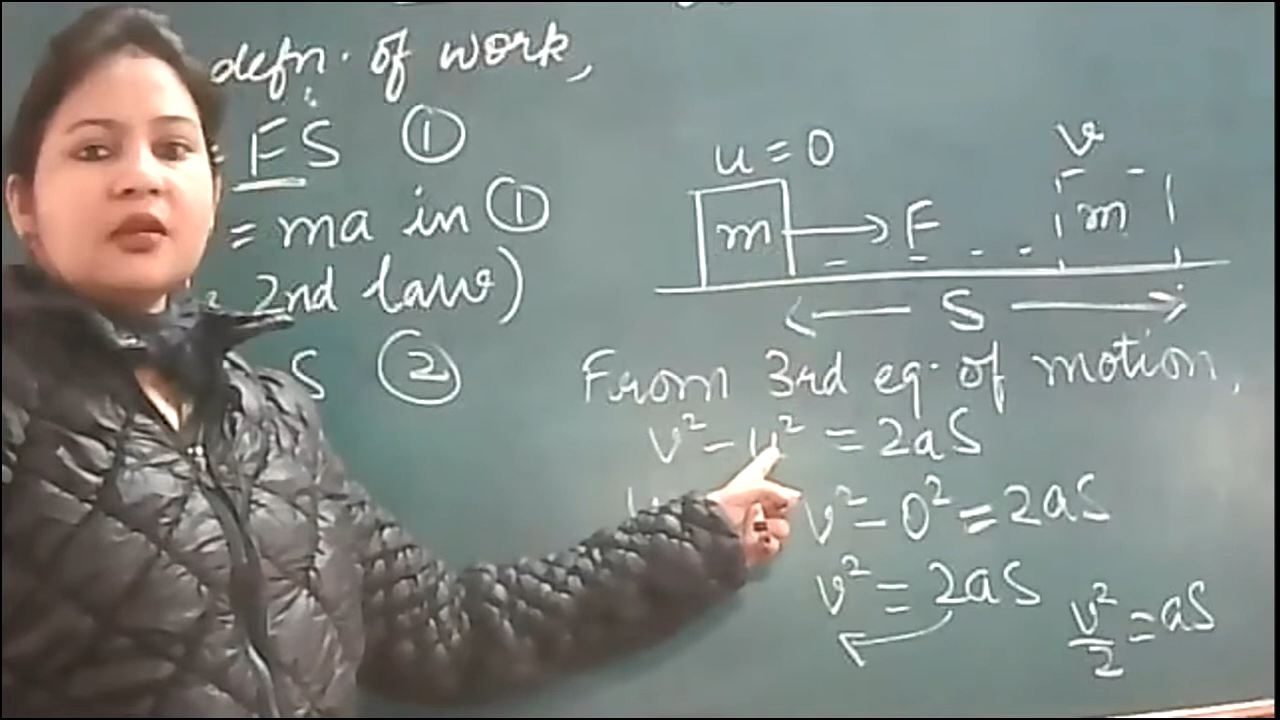 defn. of work,
= FS ①
= ma in ①
2nd law)
S ②
u = 0
v
m
F
m
S
From 3rd eq. of motion,
v² - u² = 2aS
v² - 0² = 2aS
v² = 2aS
v²/2 = aS